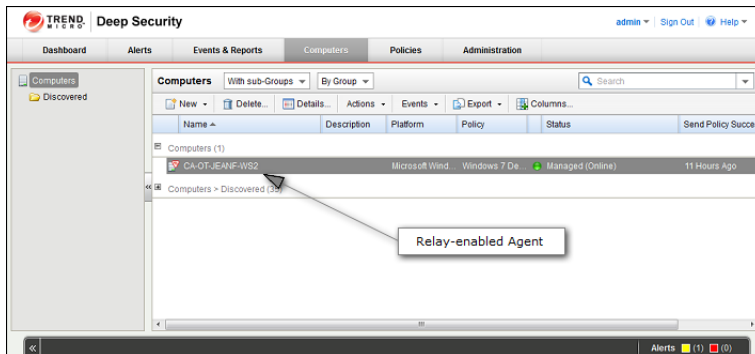 TREND MICRO Deep Security
admin Sign Out Help
Dashboard Alerts Events & Reports Computers Policies Administration
Computers
Discovered
Computers With sub-Groups By Group Search
New Delete... Details... Actions Events Export Columns...
Name Description Platform Policy Status Send Policy Succe
Computers (1)
CA-OT-JEANF-WS2 Microsoft Wind... Windows 7 De... Managed (Online) 11 Hours Ago
Computers > Discovered
Relay-enabled Agent
Alerts (1) (0)